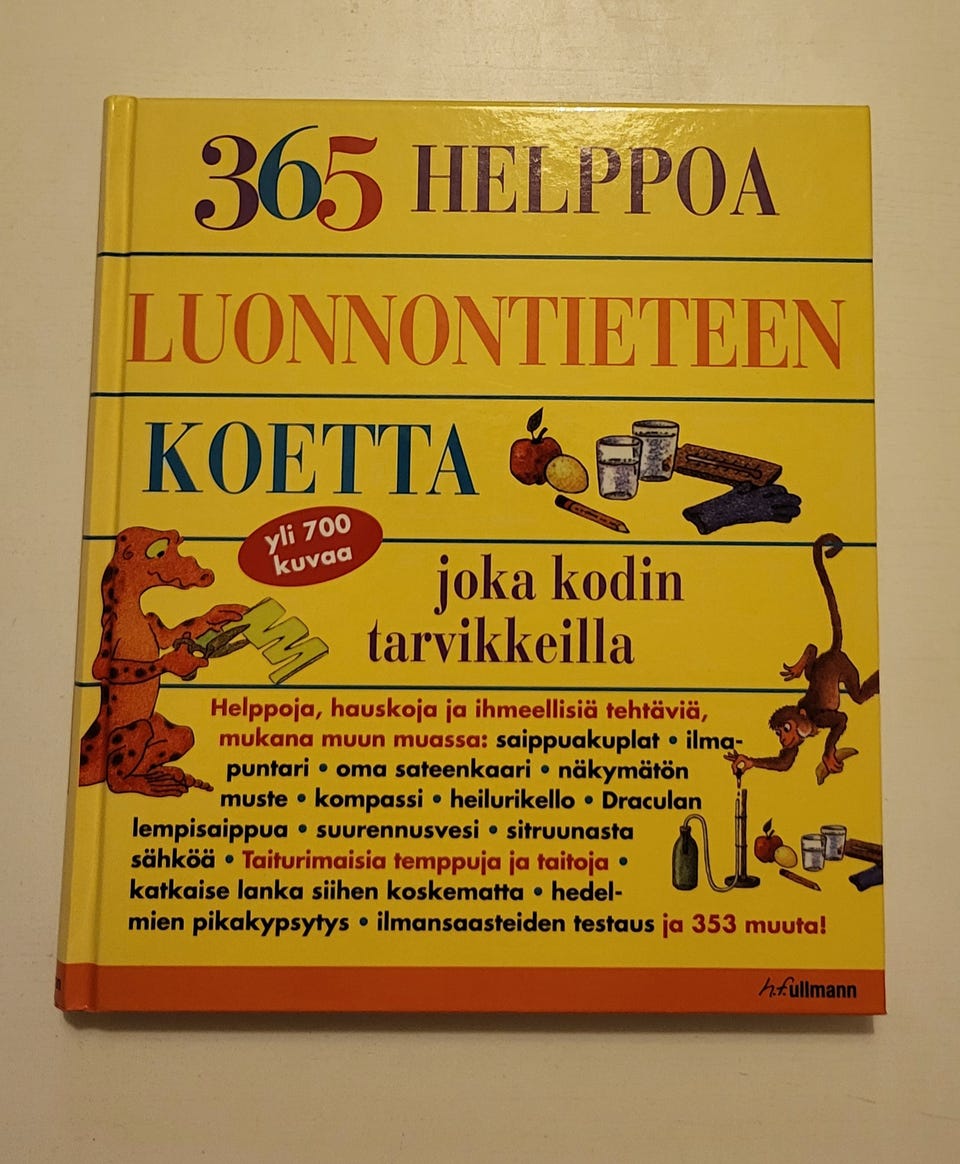 365 HELPPOA
LUONNONTIETEEN
KOETTA
yli 700
kuvaa
joka kodin
tarvikkeilla
Helppoja, hauskoja ja ihmeellisiä tehtäviä,
mukana muun muassa: saippuakuplat • ilma-
puntari • oma sateenkaari • näkymätön
muste • kompassi • heilurikello • Draculan
lempisaippua • suurennusvesi • sitruunasta
sähköä • Taiturimaisia temppuja ja taitoja •
katkaise lanka siihen koskematta • hedel-
mien pikakypsytys • ilmansaasteiden testaus ja 353 muuta!
h.f.ullmann